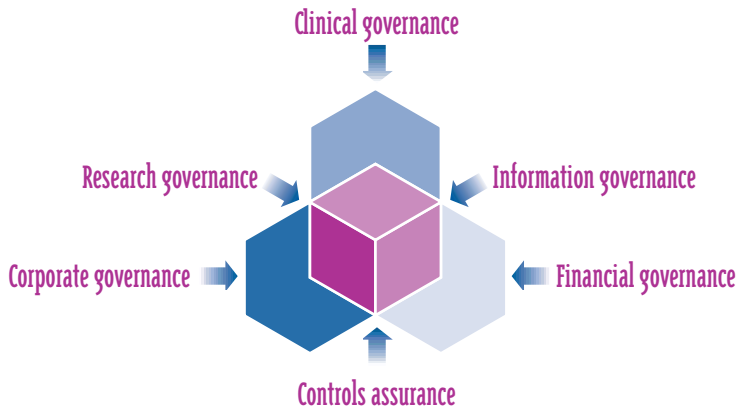 Clinical governance
Research governance
Information governance
Corporate governance
Financial governance
Controls assurance